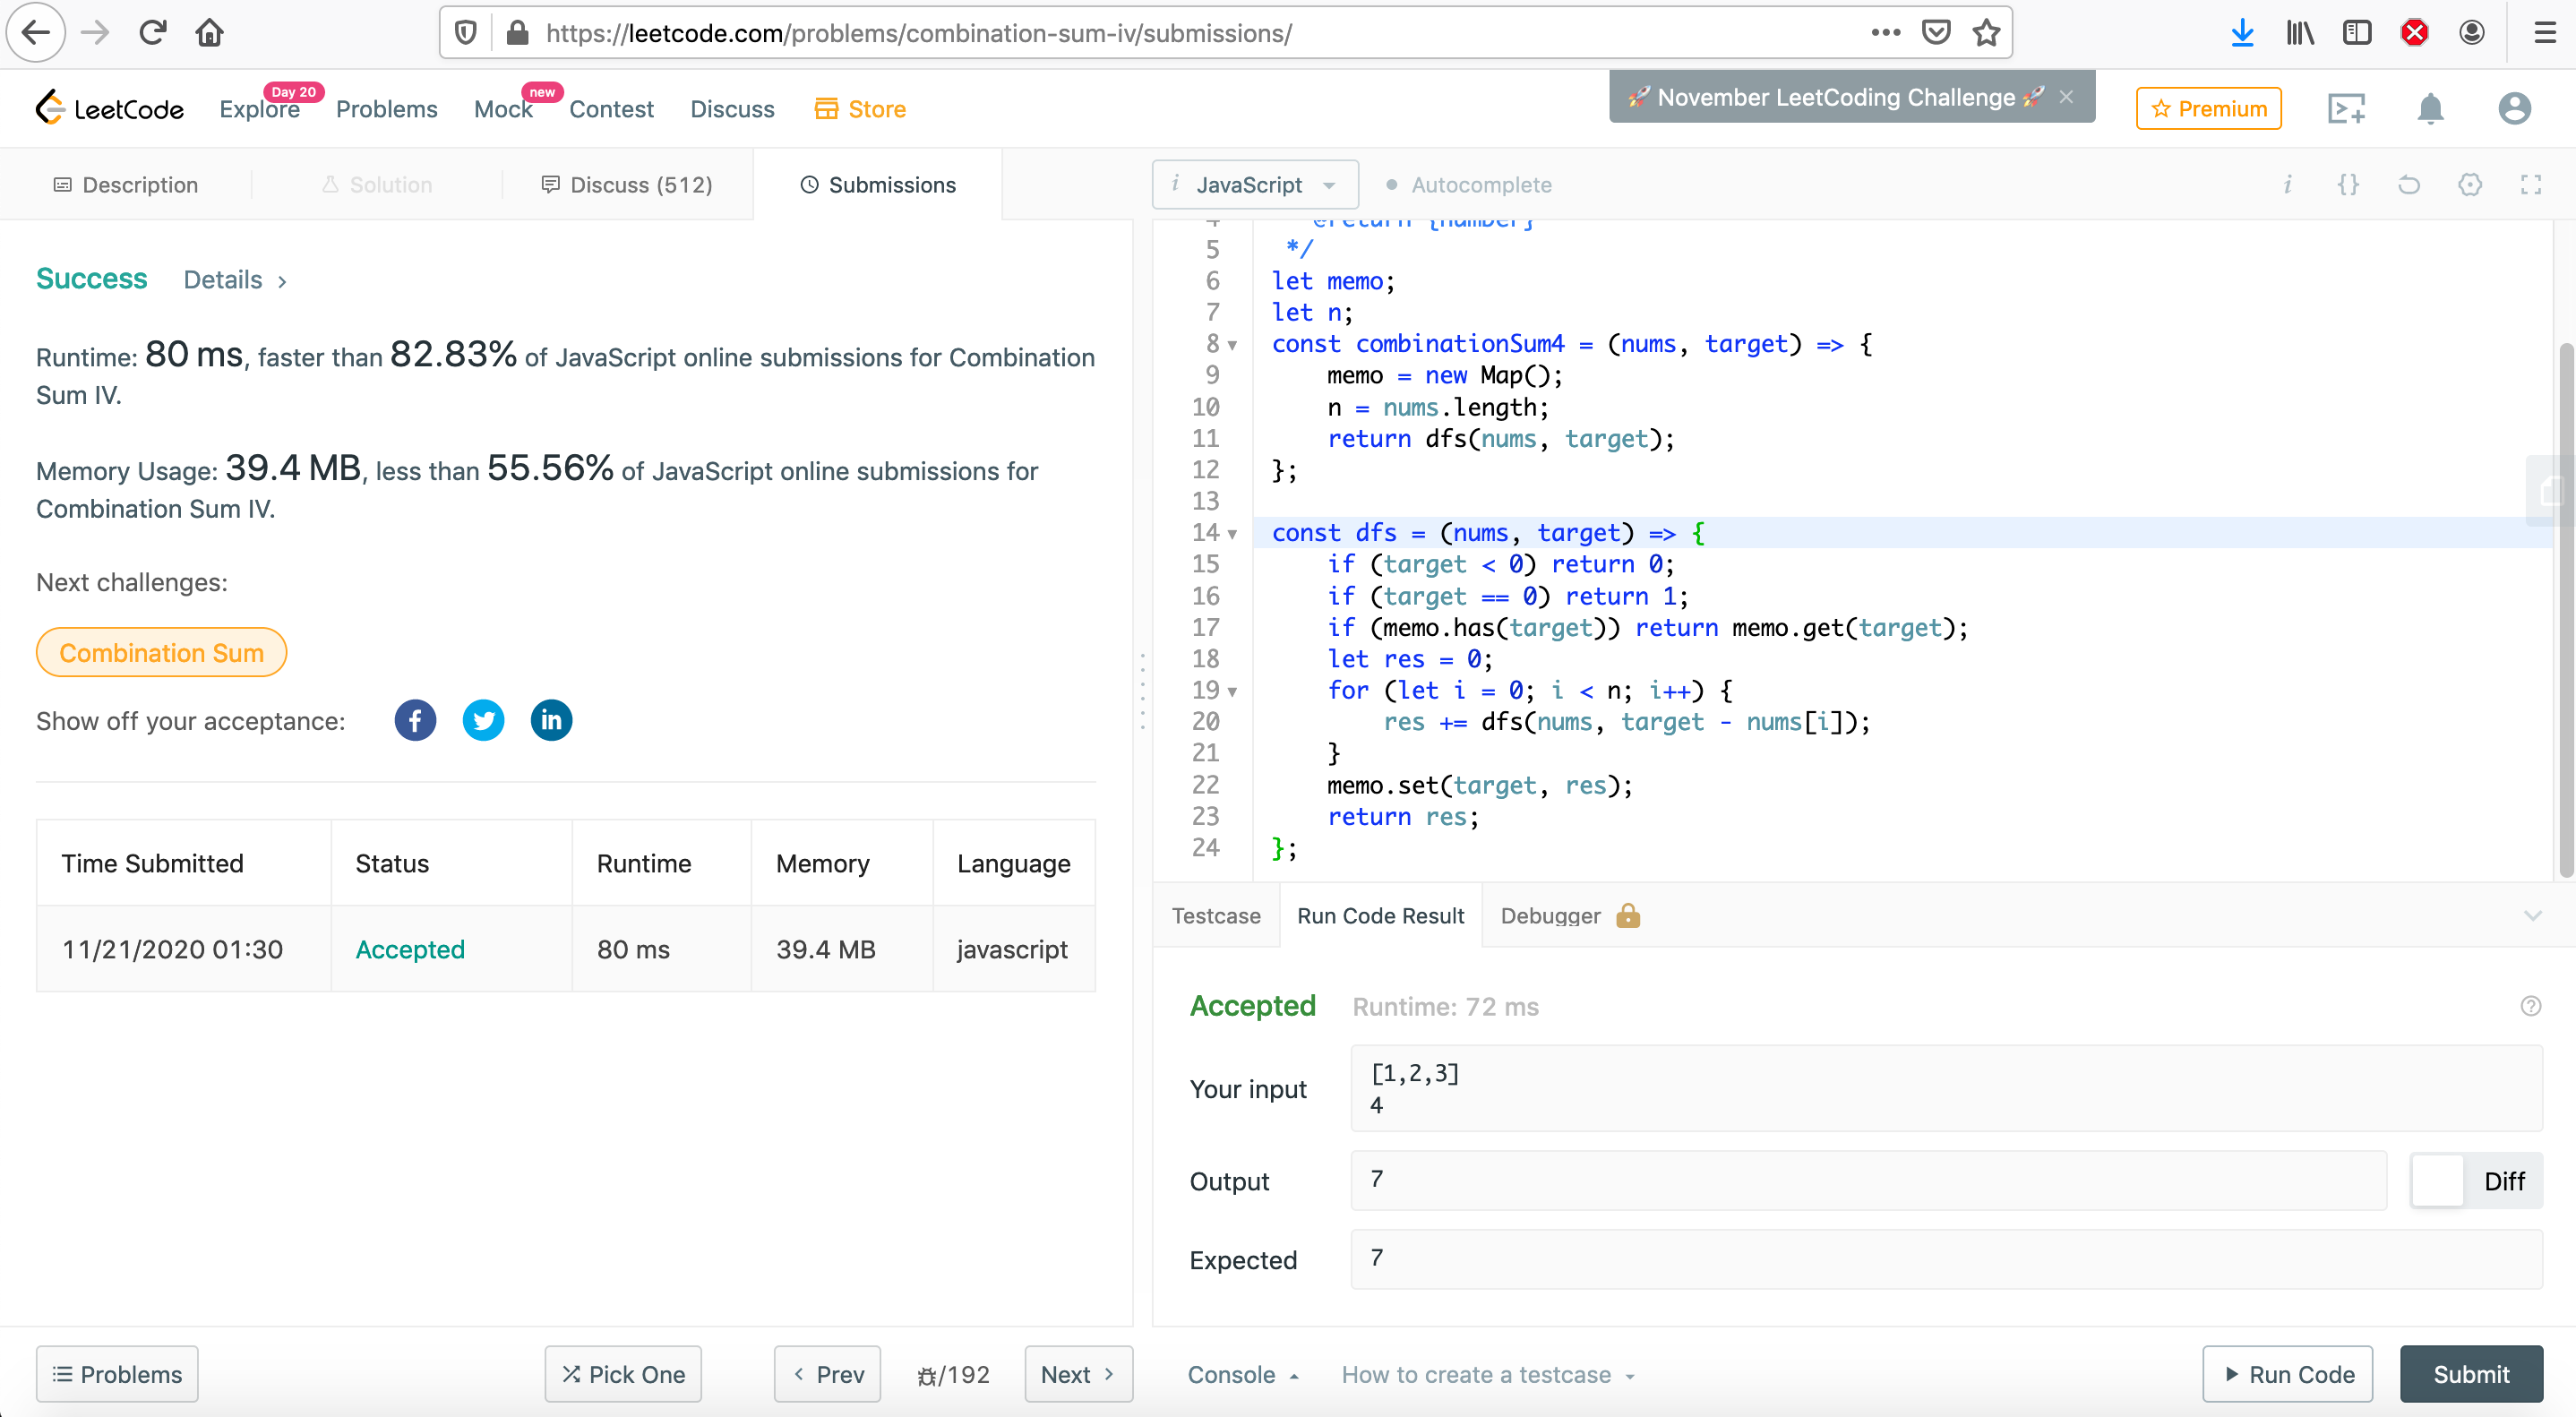 https://leetcode.com/problems/combination-sum-iv/submissions/
LeetCode
Explore
Day 20
Problems
Mock
new
Contest
Discuss
Store
🚀 November LeetCoding Challenge 🚀 ×
Premium
Description
Solution
Discuss (512)
Submissions
i JavaScript
Autocomplete
i {}
Success
Details >
Runtime: 80 ms, faster than 82.83% of JavaScript online submissions for Combination
Sum IV.
Memory Usage: 39.4 MB, less than 55.56% of JavaScript online submissions for
Combination Sum IV.
Next challenges:
Combination Sum
Show off your acceptance:
Time Submitted Status Runtime Memory Language
11/21/2020 01:30 Accepted 80 ms 39.4 MB javascript
4 @return {number}
5 */
6 let memo;
7 let n;
8 const combinationSum4 = (nums, target) => {
9 memo = new Map();
10 n = nums.length;
11 return dfs(nums, target);
12 };
13
14 const dfs = (nums, target) => {
15 if (target < 0) return 0;
16 if (target == 0) return 1;
17 if (memo.has(target)) return memo.get(target);
18 let res = 0;
19 for (let i = 0; i < n; i++) {
20 res += dfs(nums, target - nums[i]);
21 }
22 memo.set(target, res);
23 return res;
24 };
Testcase
Run Code Result
Debugger
Accepted
Runtime: 72 ms
Your input
[1,2,3]
4
Output
7
Diff
Expected
7
Problems
Pick One
< Prev
/192
Next >
Console
How to create a testcase
Run Code
Submit